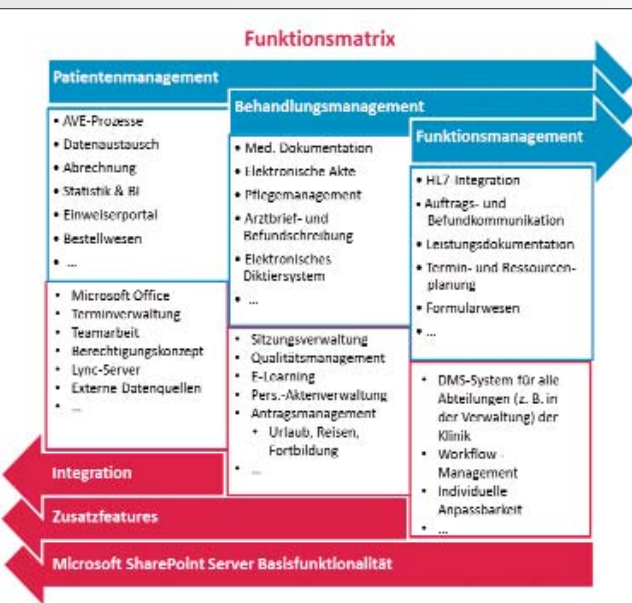 Funktionsmatrix
Patientenmanagement
• AVE-Prozesse
• Datenaustausch
• Abrechnung
• Statistik & BI
• Einweiserportal
• Bestellwesen
• ...
Behandlungsmanagement
• Med. Dokumentation
• Elektronische Akte
• Pflegemanagement
• Arztbrief- und
Befundschreibung
• Elektronisches
Diktiersystem
• ...
Funktionsmanagement
• HL7 Integration
• Auftrags- und
Befundkommunikation
• Leistungsdokumentation
• Termin- und Ressourcen-
planung
• Formularwesen
• ...
• Microsoft Office
• Terminverwaltung
• Teamarbeit
• Berechtigungskonzept
• Lync-Server
• Externe Datenquellen
• ...
Integration
• Sitzungsverwaltung
• Qualitätsmanagement
• E-Learning
• Pers.-Aktenverwaltung
• Antragsmanagement
• Urlaub, Reisen,
Fortbildung
• ...
Zusatzfeatures
• DMS-System für alle
Abteilungen (z. B. in
der Verwaltung) der
Klinik
• Workflow -
Management
• Individuelle
Anpassbarkeit
• ...
Microsoft SharePoint Server Basisfunktionalität